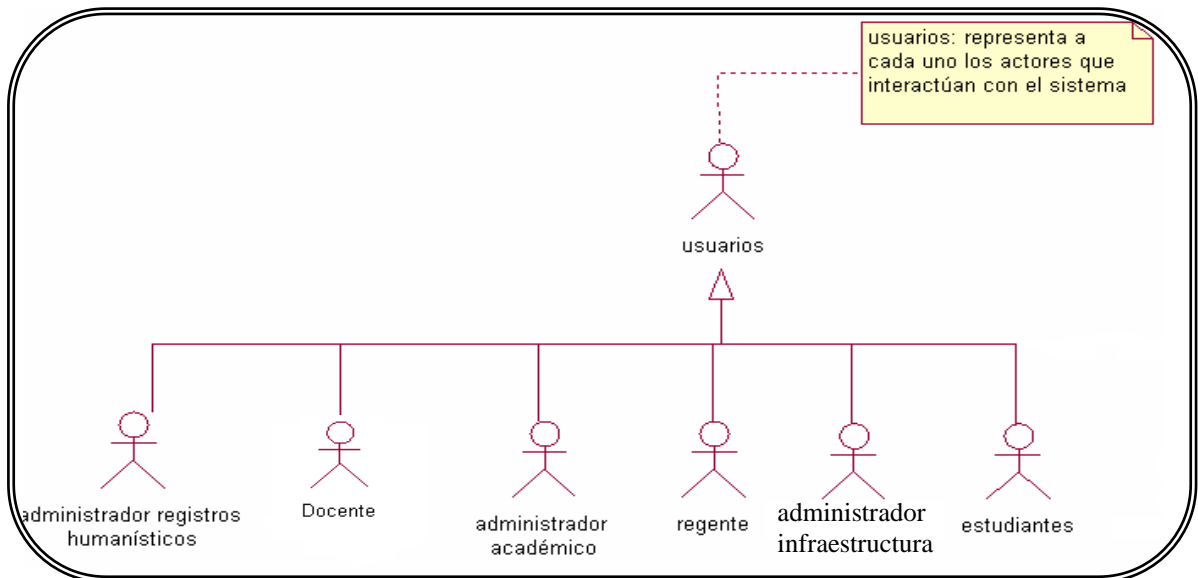 usuarios: representa a
cada uno los actores que
interactúan con el sistema
usuarios
administrador registros
humanísticos
Docente
administrador
académico
regente
administrador
infraestructura
estudiantes